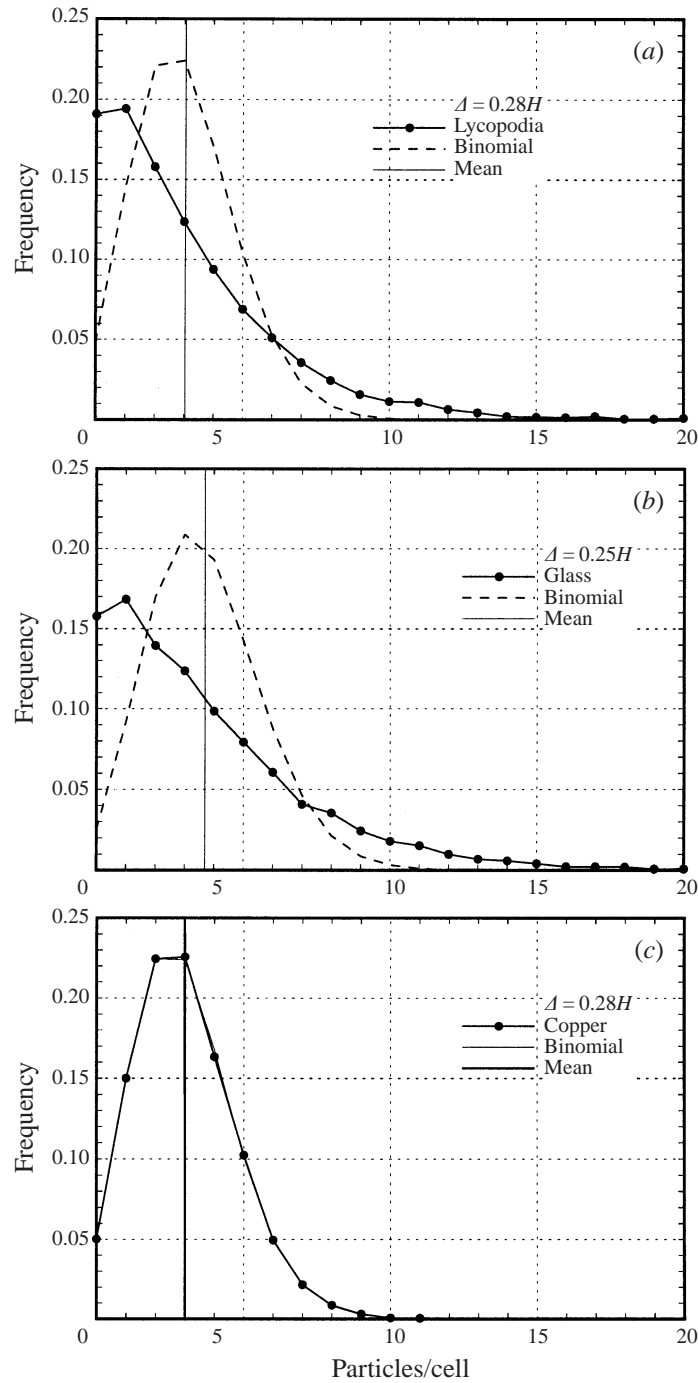 0.25
(a)
Δ = 0.28H
0.20
Lycopodia
Binomial
Mean
0.15
Frequency
0.10
0.05
0
5
10
15
20
0.25
(b)
Δ = 0.25H
0.20
Glass
Binomial
Mean
0.15
Frequency
0.10
0.05
0
5
10
15
20
0.25
(c)
Δ = 0.28H
0.20
Copper
Binomial
Mean
0.15
Frequency
0.10
0.05
0
5
10
15
20
Particles/cell